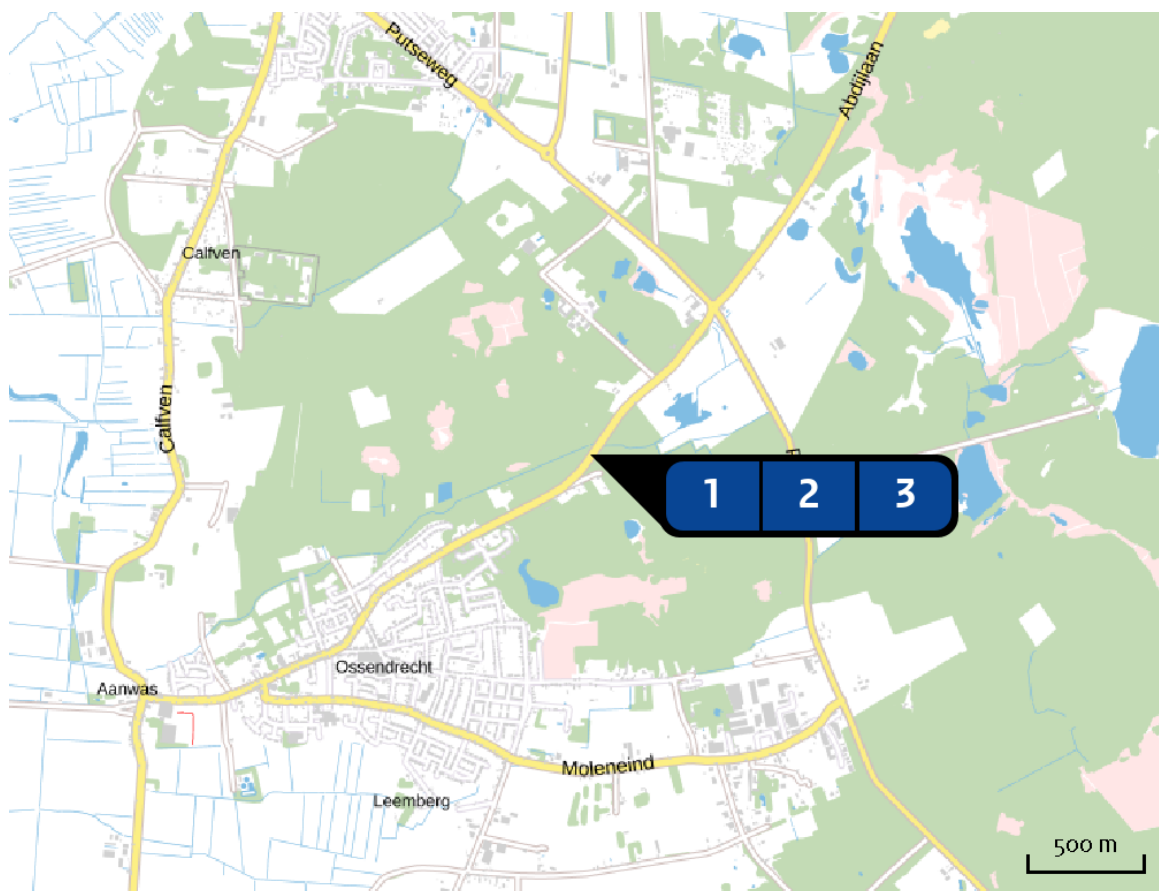 Putseweg
Abdijlaan
Calfven
Calfven
1 2 3
Ossendrecht
Aanwas
Moleneind
Leemberg
500 m